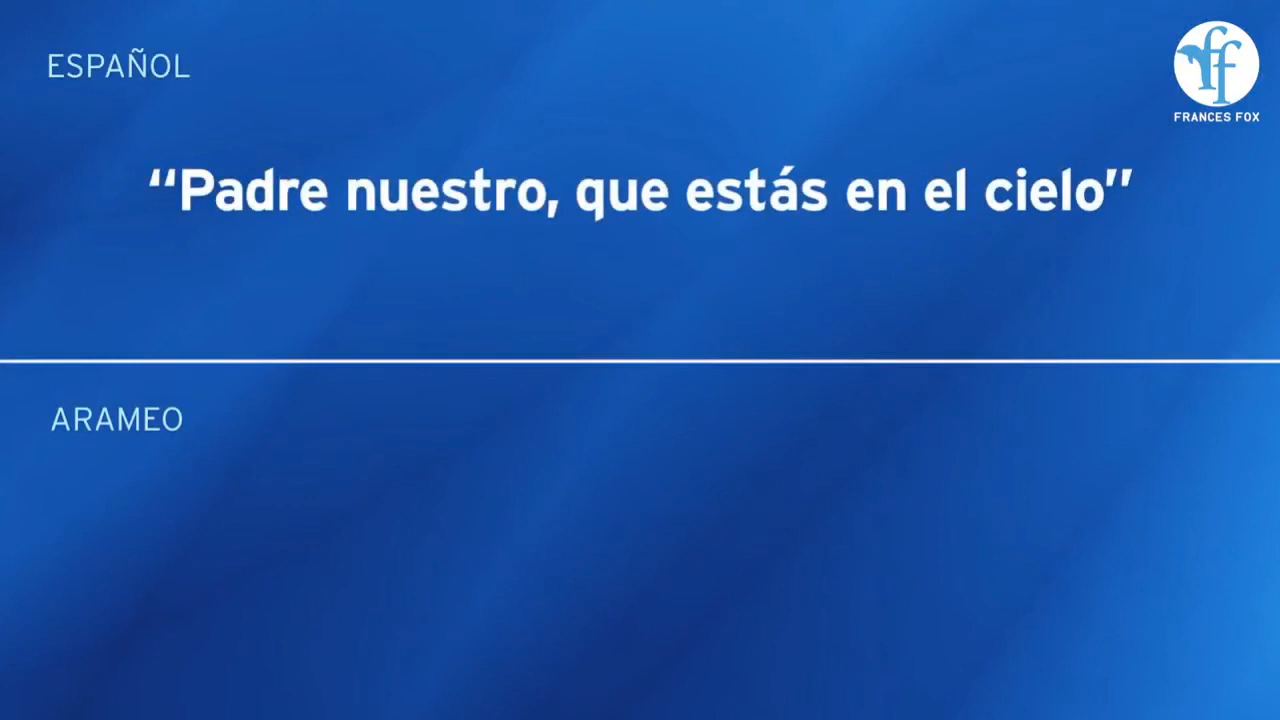 ESPAÑOL
FRANCES FOX
“Padre nuestro, que estás en el cielo”
ARAMEO